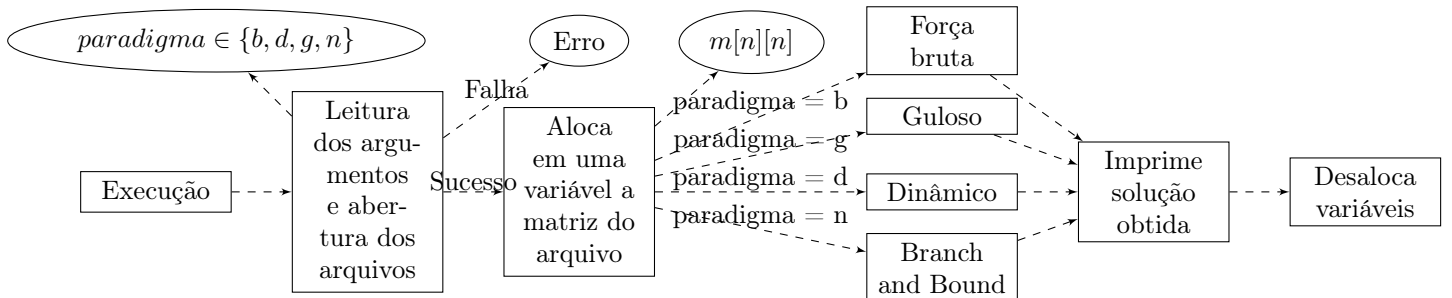 paradigma ∈ {b, d, g, n}
Erro
m[n][n]
Força
bruta
Falha
Leitura
dos argu-
mentos
e aber-
tura dos
arquivos
Execução
Sucesso
Aloca
em uma
variável a
matriz do
arquivo
paradigma = b
paradigma = g
paradigma = d
paradigma = n
Guloso
Dinâmico
Branch
and Bound
Imprime
solução
obtida
Desaloca
variáveis